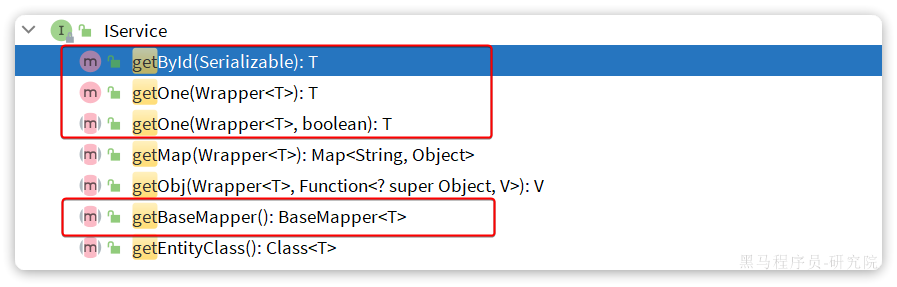 IService
getById(Serializable): T
getOne(Wrapper<T>): T
getOne(Wrapper<T>, boolean): T
getMap(Wrapper<T>): Map<String, Object>
getObj(Wrapper<T>, Function<? super Object, V>): V
getBaseMapper(): BaseMapper<T>
getEntityClass(): Class<T>
黑马程序员-研究院